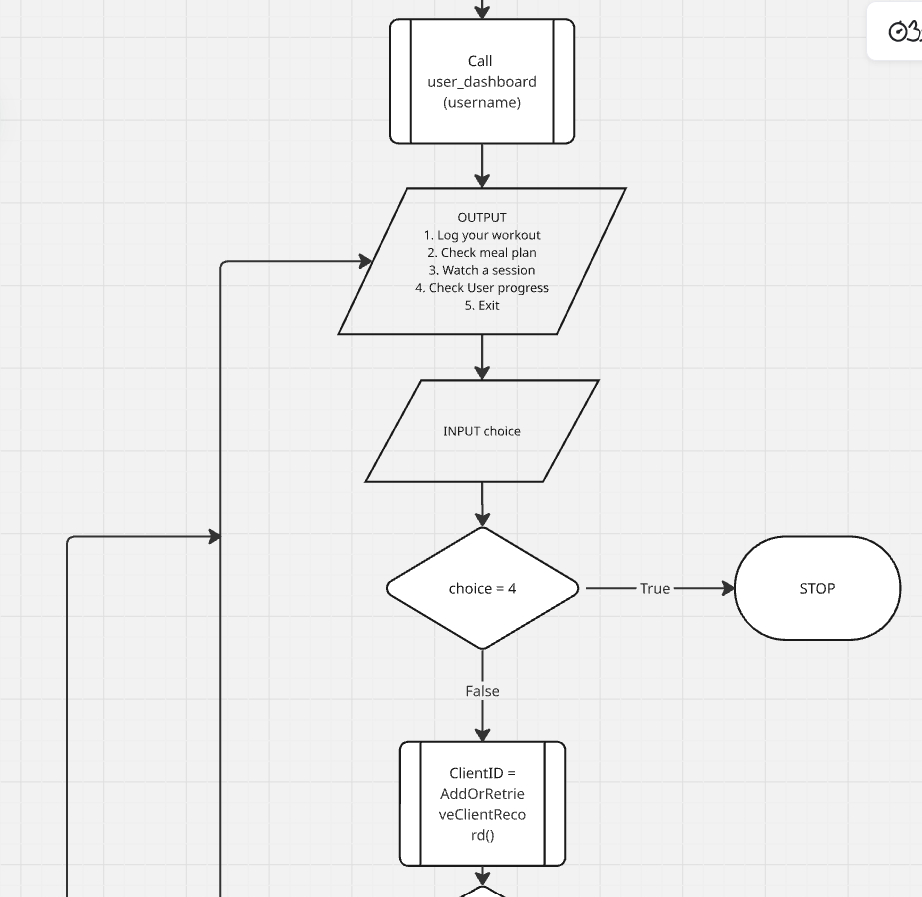 Call
user_dashboard
(username)
OUTPUT
1. Log your workout
2. Check meal plan
3. Watch a session
4. Check User progress
5. Exit
INPUT choice
choice = 4
True
STOP
False
ClientID =
AddOrRetrie
veClientReco
rd()